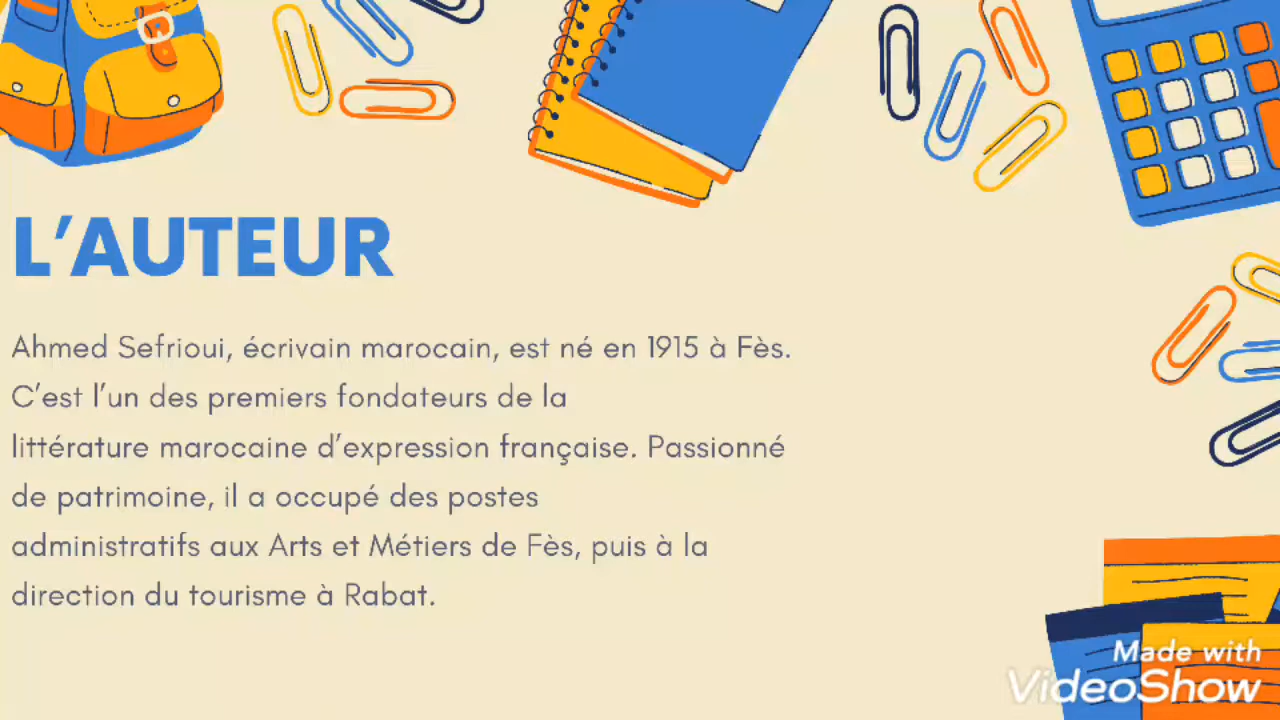 L'AUTEUR
Ahmed Sefrioui, écrivain marocain, est né en 1915 à Fès.
C'est l'un des premiers fondateurs de la
littérature marocaine d'expression française. Passionné
de patrimoine, il a occupé des postes
administratifs aux Arts et Métiers de Fès, puis à la
direction du tourisme à Rabat.
Made with
VideoShow